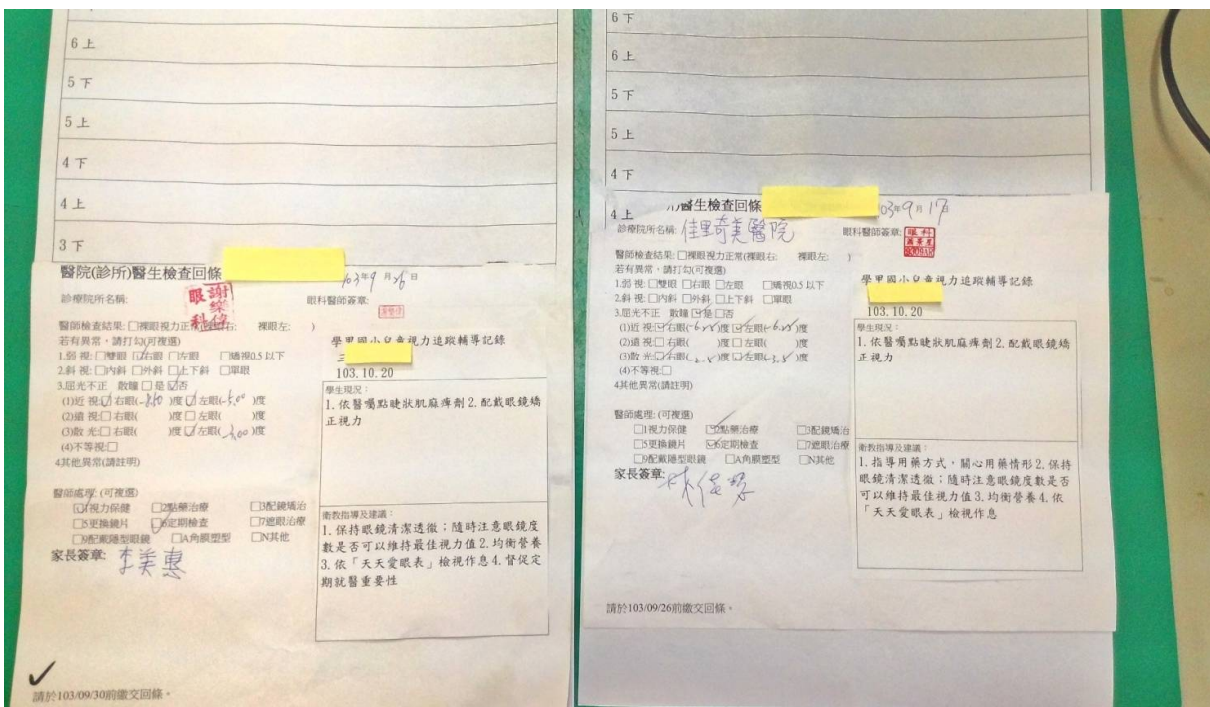 6上
5下
5上
4下
4上
3下
醫院(診所)醫生檢查回條
103年9月26日
診療院所名稱:
眼科醫師簽章:
醫師檢查結果:□裸眼視力正常
裸眼左: )
若有異常,請打勾(可複選)
1.弱 視:□雙眼 ☑右眼 □左眼 □矯視0.5 以下
2.斜 視:□內斜 □外斜 □上下斜 □單眼
3.屈光不正 散瞳 □是 ☑否
(1)近 視:☑右眼(-8.50 )度 ☑左眼(-5.00 )度
(2)遠 視:□右眼( )度 □左眼( )度
(3)散 光:□右眼( )度 ☑左眼( 3.00 )度
(4)不等視:□
4其他異常(請註明)
醫師處理: (可複選)
☑1視力保健 □2點藥治療 □3配鏡矯治
□5更換鏡片 ☑6定期檢查 □7遮眼治療
□9配戴隱型眼鏡 □A角膜塑型 □N其他
家長簽章: 李美惠
學甲國小兒童視力追蹤輔導記錄
103.10.20
學生現況:
1.依醫囑點睫狀肌麻痺劑2.配戴眼鏡矯
正視力
衛教指導及建議:
1.保持眼鏡清潔透徹;隨時注意眼鏡度
數是否可以維持最佳視力值2.均衡營養
3.依「天天愛眼表」檢視作息4.督促定
期就醫重要性
請於103/09/30前繳交回條。
6下
6上
5下
5上
4下
4上
醫生檢查回條
03年9月17日
診療院所名稱: 佳里奇美醫院
眼科醫師簽章: 眼科
醫師檢查結果:□裸眼視力正常(裸眼右: 裸眼左: )
若有異常,請打勾(可複選)
1.弱 視:□雙眼 □右眼 □左眼 □矯視0.5 以下
2.斜 視:□內斜 □外斜 □上下斜 □單眼
3.屈光不正 散瞳 ☑是 □否
(1)近 視:☑右眼(-6.25)度 ☑左眼(-6.25)度
(2)遠 視:□右眼( )度 □左眼( )度
(3)散 光:☑右眼( )度 ☑左眼( )度
(4)不等視:□
4其他異常(請註明)
醫師處理: (可複選)
□1視力保健 ☑2點藥治療 □3配鏡矯治
□5更換鏡片 ☑6定期檢查 □7遮眼治療
□9配戴隱型眼鏡 □A角膜塑型 □N其他
家長簽章:
學甲國小兒童視力追蹤輔導記錄
103.10.20
學生現況:
1.依醫囑點睫狀肌麻痺劑2.配戴眼鏡矯
正視力
衛教指導及建議:
1.指導用藥方式,關心用藥情形2.保持
眼鏡清潔透徹;隨時注意眼鏡度數是否
可以維持最佳視力值3.均衡營養4.依
「天天愛眼表」檢視作息
請於103/09/26前繳交回條。